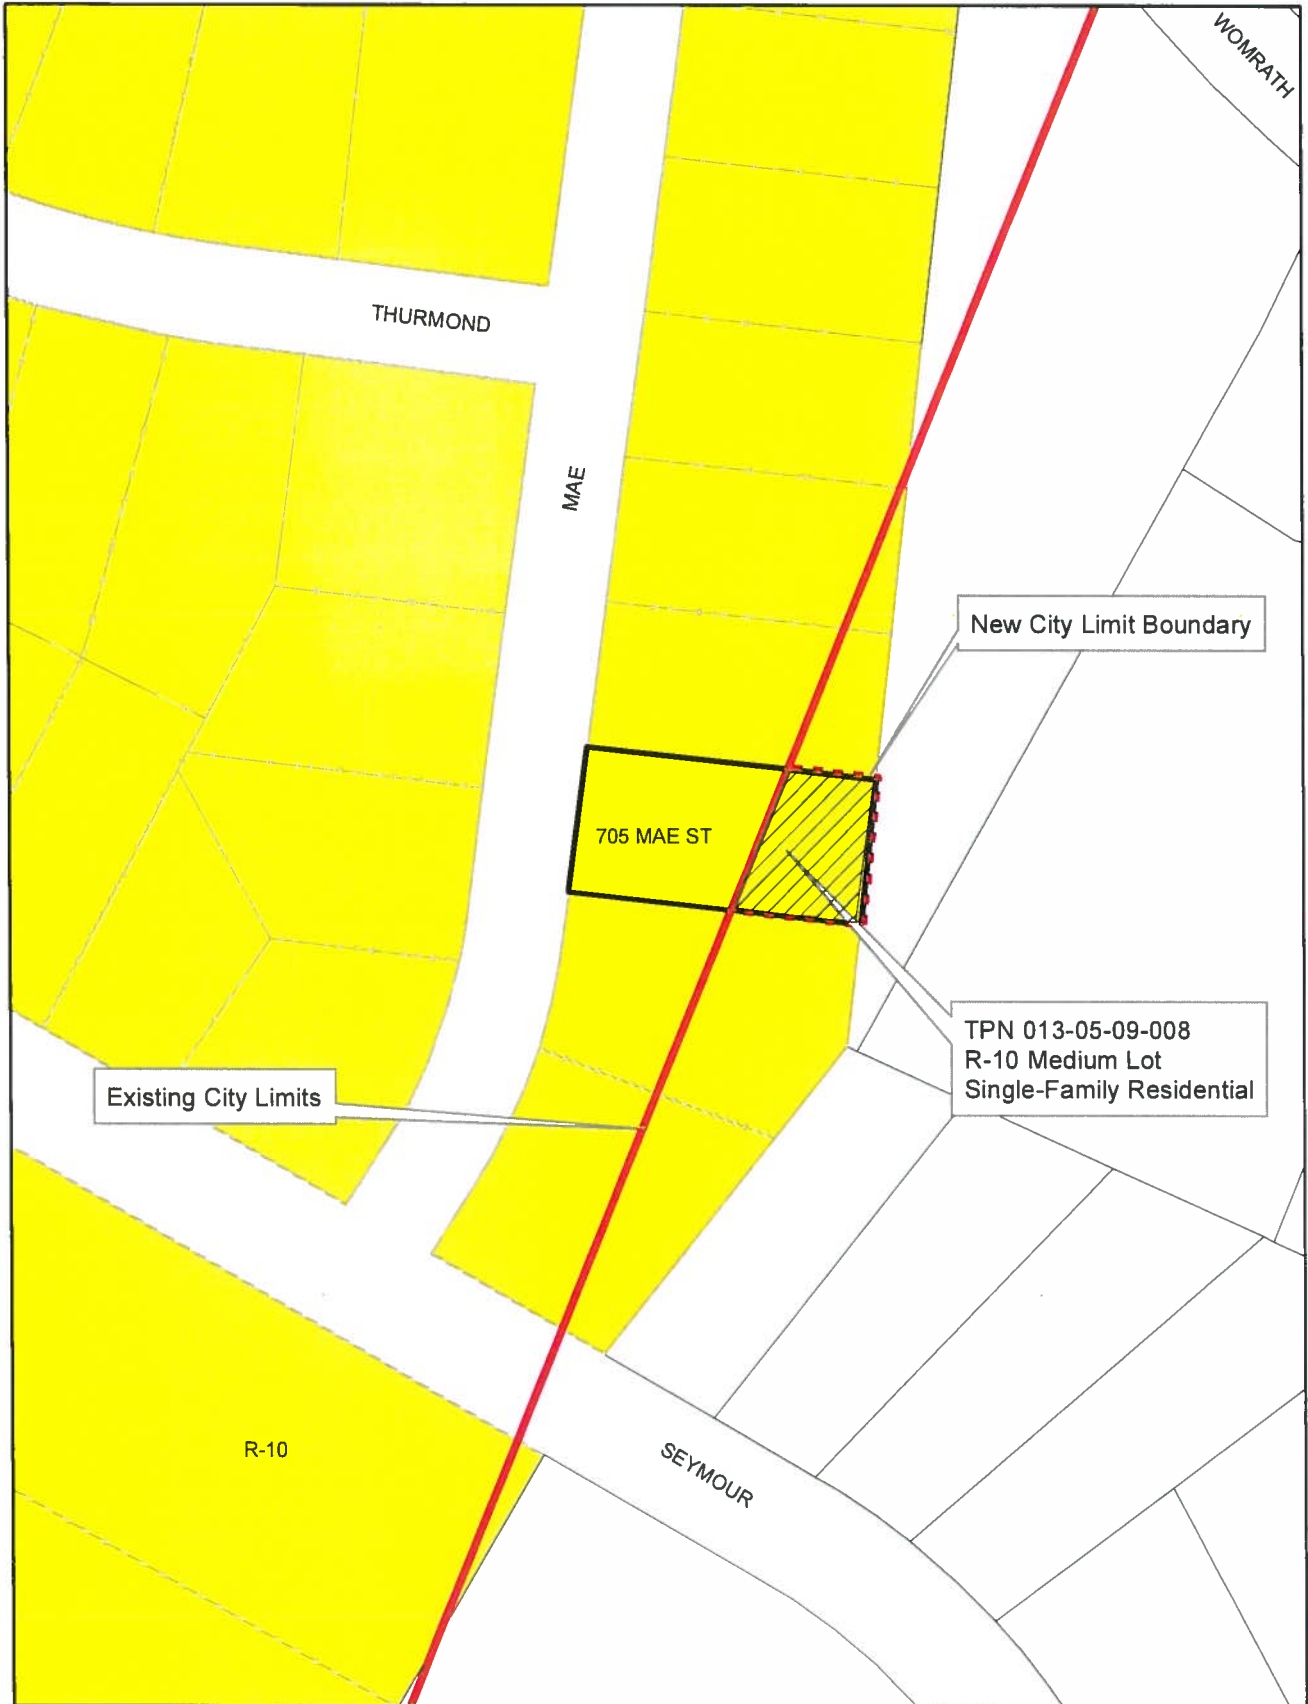 WOMRATH
THURMOND
MAE
New City Limit Boundary
705 MAE ST
TPN 013-05-09-008
R-10 Medium Lot
Single-Family Residential
Existing City Limits
R-10
SEYMOUR